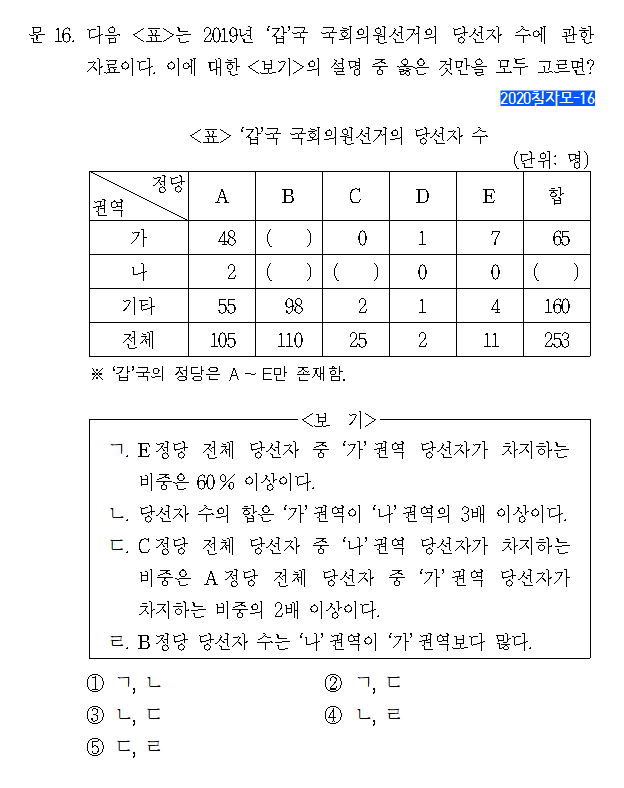 문 16. 다음 <표>는 2019년 ‘갑’국 국회의원선거의 당선자 수에 관한
자료이다. 이에 대한 <보기>의 설명 중 옳은 것만을 모두 고르면?
2020칠자모-16
<표> ‘갑’국 국회의원선거의 당선자 수
(단위: 명)
정당
권역 A B C D E 합
가 48 ( ) 0 1 7 65
나 2 ( ) ( ) 0 0 ( )
기타 55 98 2 1 4 160
전체 105 110 25 2 11 253
※ ‘갑’국의 정당은 A ~ E만 존재함.
<보 기>
ㄱ. E정당 전체 당선자 중 ‘가’권역 당선자가 차지하는
비중은 60 % 이상이다.
ㄴ. 당선자 수의 합은 ‘가’권역이 ‘나’권역의 3배 이상이다.
ㄷ. C정당 전체 당선자 중 ‘나’권역 당선자가 차지하는
비중은 A정당 전체 당선자 중 ‘가’권역 당선자가
차지하는 비중의 2배 이상이다.
ㄹ. B정당 당선자 수는 ‘나’권역이 ‘가’권역보다 많다.
① ㄱ, ㄴ ② ㄱ, ㄷ
③ ㄴ, ㄷ ④ ㄴ, ㄹ
⑤ ㄷ, ㄹ